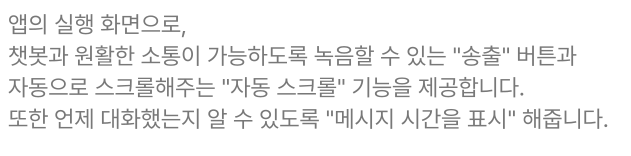 앱의 실행 화면으로,
챗봇과 원활한 소통이 가능하도록 녹음할 수 있는 "송출" 버튼과
자동으로 스크롤해주는 "자동 스크롤" 기능을 제공합니다.
또한 언제 대화했는지 알 수 있도록 "메시지 시간을 표시" 해줍니다.